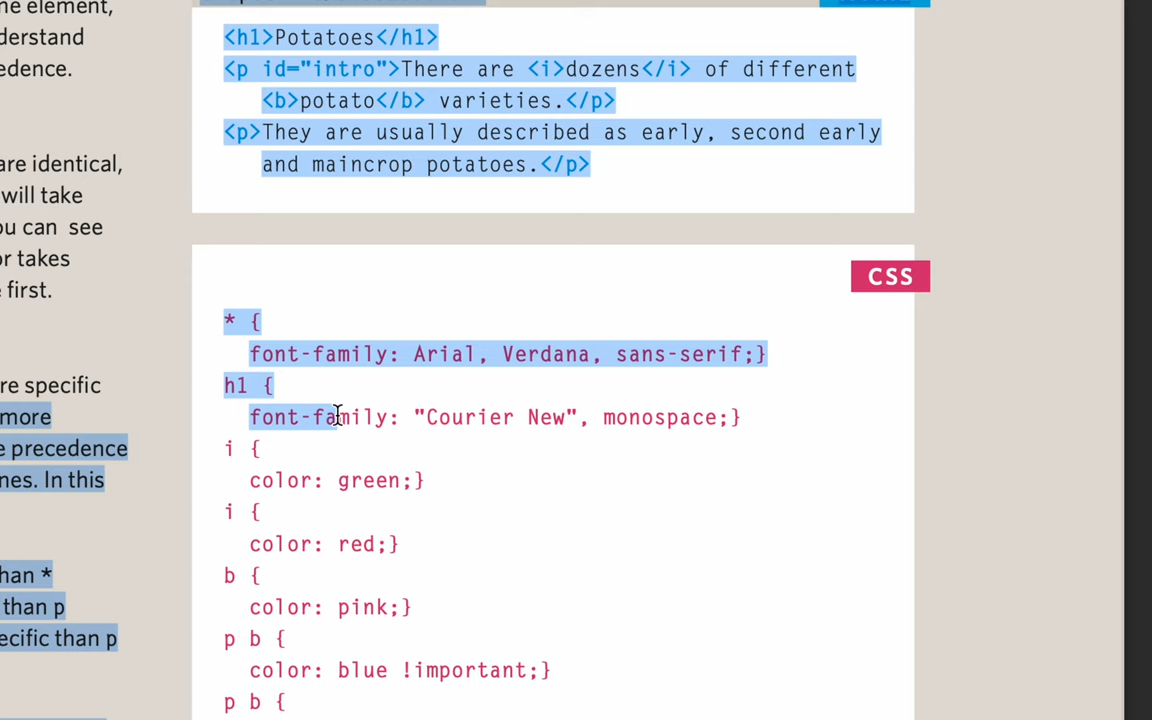 ne element,
nderstand
edence.
are identical,
will take
ou can see
or takes
first.
re specific
more
e precedence
nes. In this
han *
than p
ecific than p
<h1>Potatoes</h1>
<p id="intro">There are <i>dozens</i> of different
<b>potato</b> varieties.</p>
<p>They are usually described as early, second early
and maincrop potatoes.</p>
CSS
* {
font-family: Arial, Verdana, sans-serif;}
h1 {
font-family: "Courier New", monospace;}
i {
color: green;}
i {
color: red;}
b {
color: pink;}
p b {
color: blue !important;}
p b {